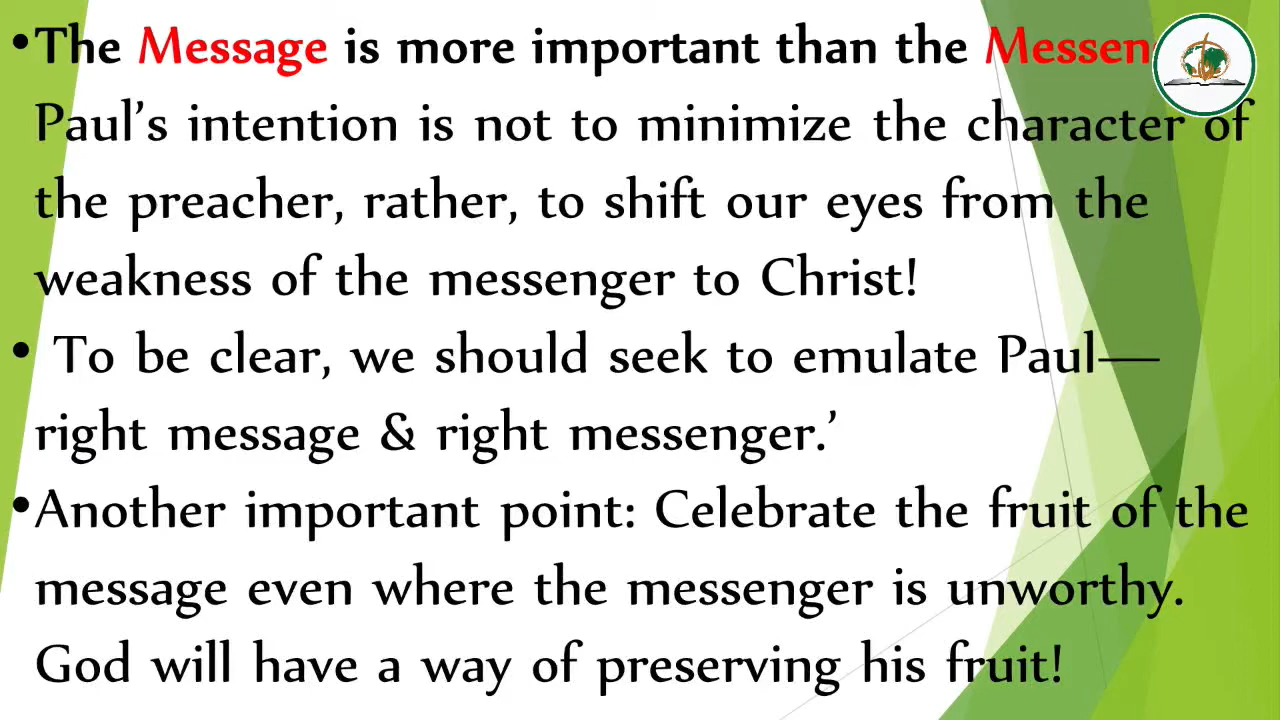 •The Message is more important than the Messen
Paul’s intention is not to minimize the character of
the preacher, rather, to shift our eyes from the
weakness of the messenger to Christ!
• To be clear, we should seek to emulate Paul—
right message & right messenger.’
•Another important point: Celebrate the fruit of the
message even where the messenger is unworthy.
God will have a way of preserving his fruit!